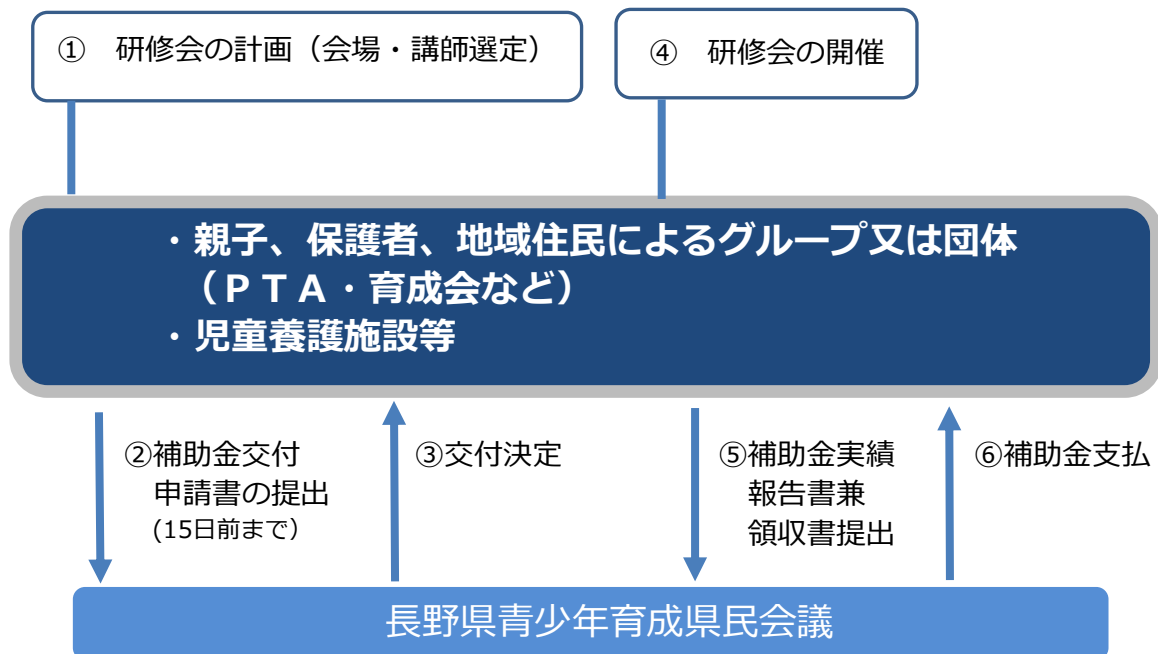 ① 研修会の計画（会場・講師選定）
④ 研修会の開催
・親子、保護者、地域住民によるグループ又は団体
（ＰＴＡ・育成会など）
・児童養護施設等
②補助金交付
申請書の提出
(15日前まで）
③交付決定
⑤補助金実績
報告書兼
領収書提出
⑥補助金支払
長野県青少年育成県民会議